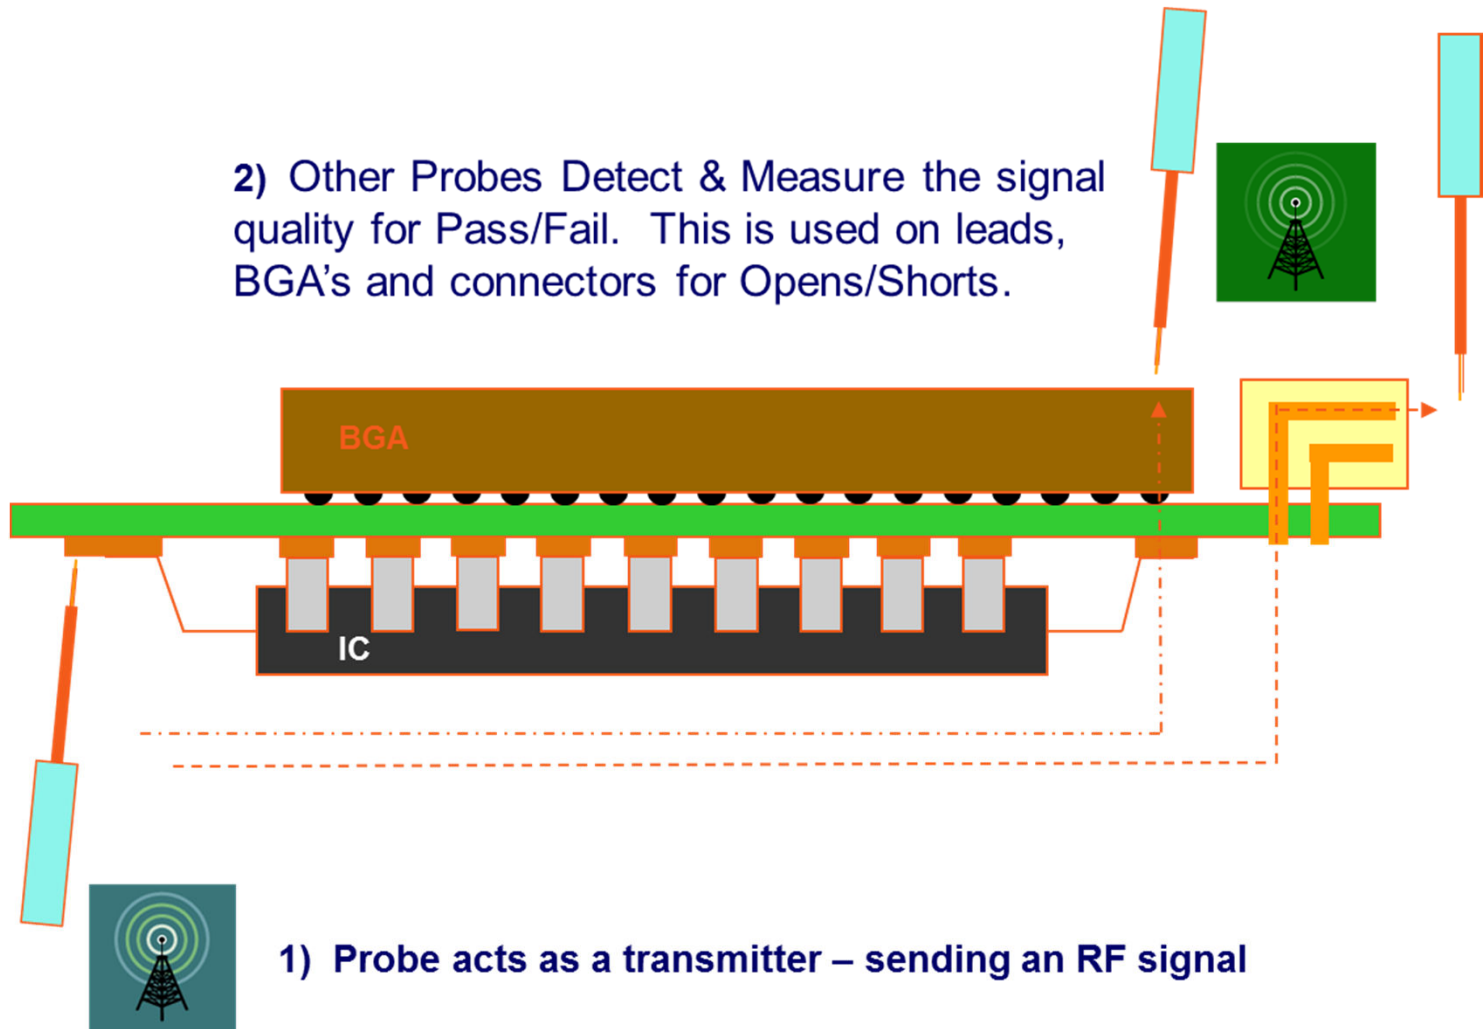 2) Other Probes Detect & Measure the signal
quality for Pass/Fail. This is used on leads,
BGA’s and connectors for Opens/Shorts.
BGA
IC
1) Probe acts as a transmitter – sending an RF signal